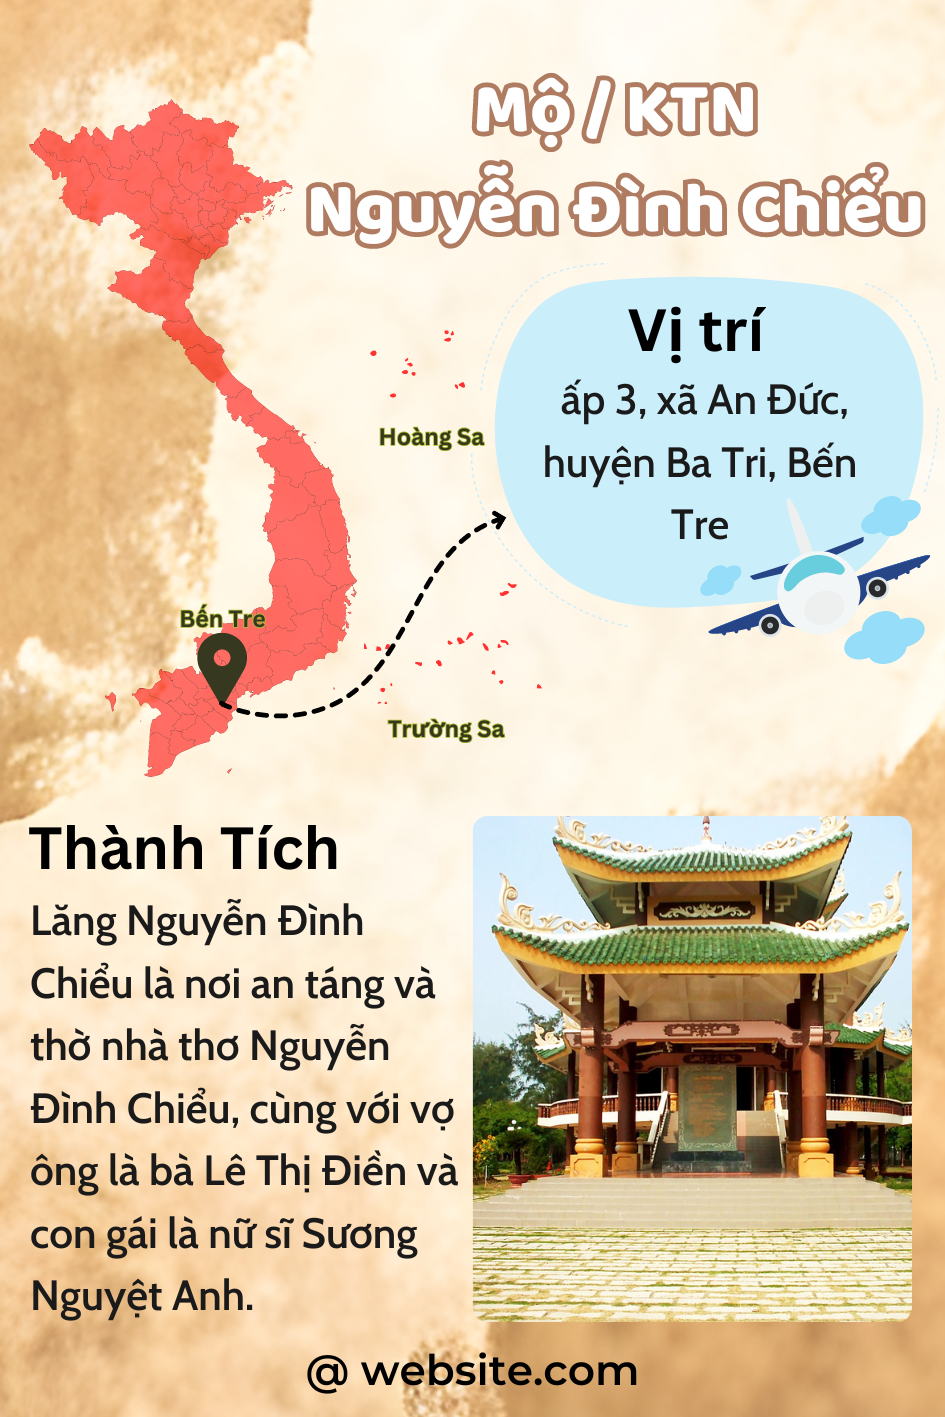 Mộ / KTN
Nguyễn Đình Chiểu
Vị trí
ấp 3, xã An Đức,
huyện Ba Tri, Bến
Tre
Hoàng Sa
Bến Tre
Trường Sa
Thành Tích
Lăng Nguyễn Đình
Chiểu là nơi an táng và
thờ nhà thơ Nguyễn
Đình Chiểu, cùng với vợ
ông là bà Lê Thị Điền và
con gái là nữ sĩ Sương
Nguyệt Anh.
@ website.com